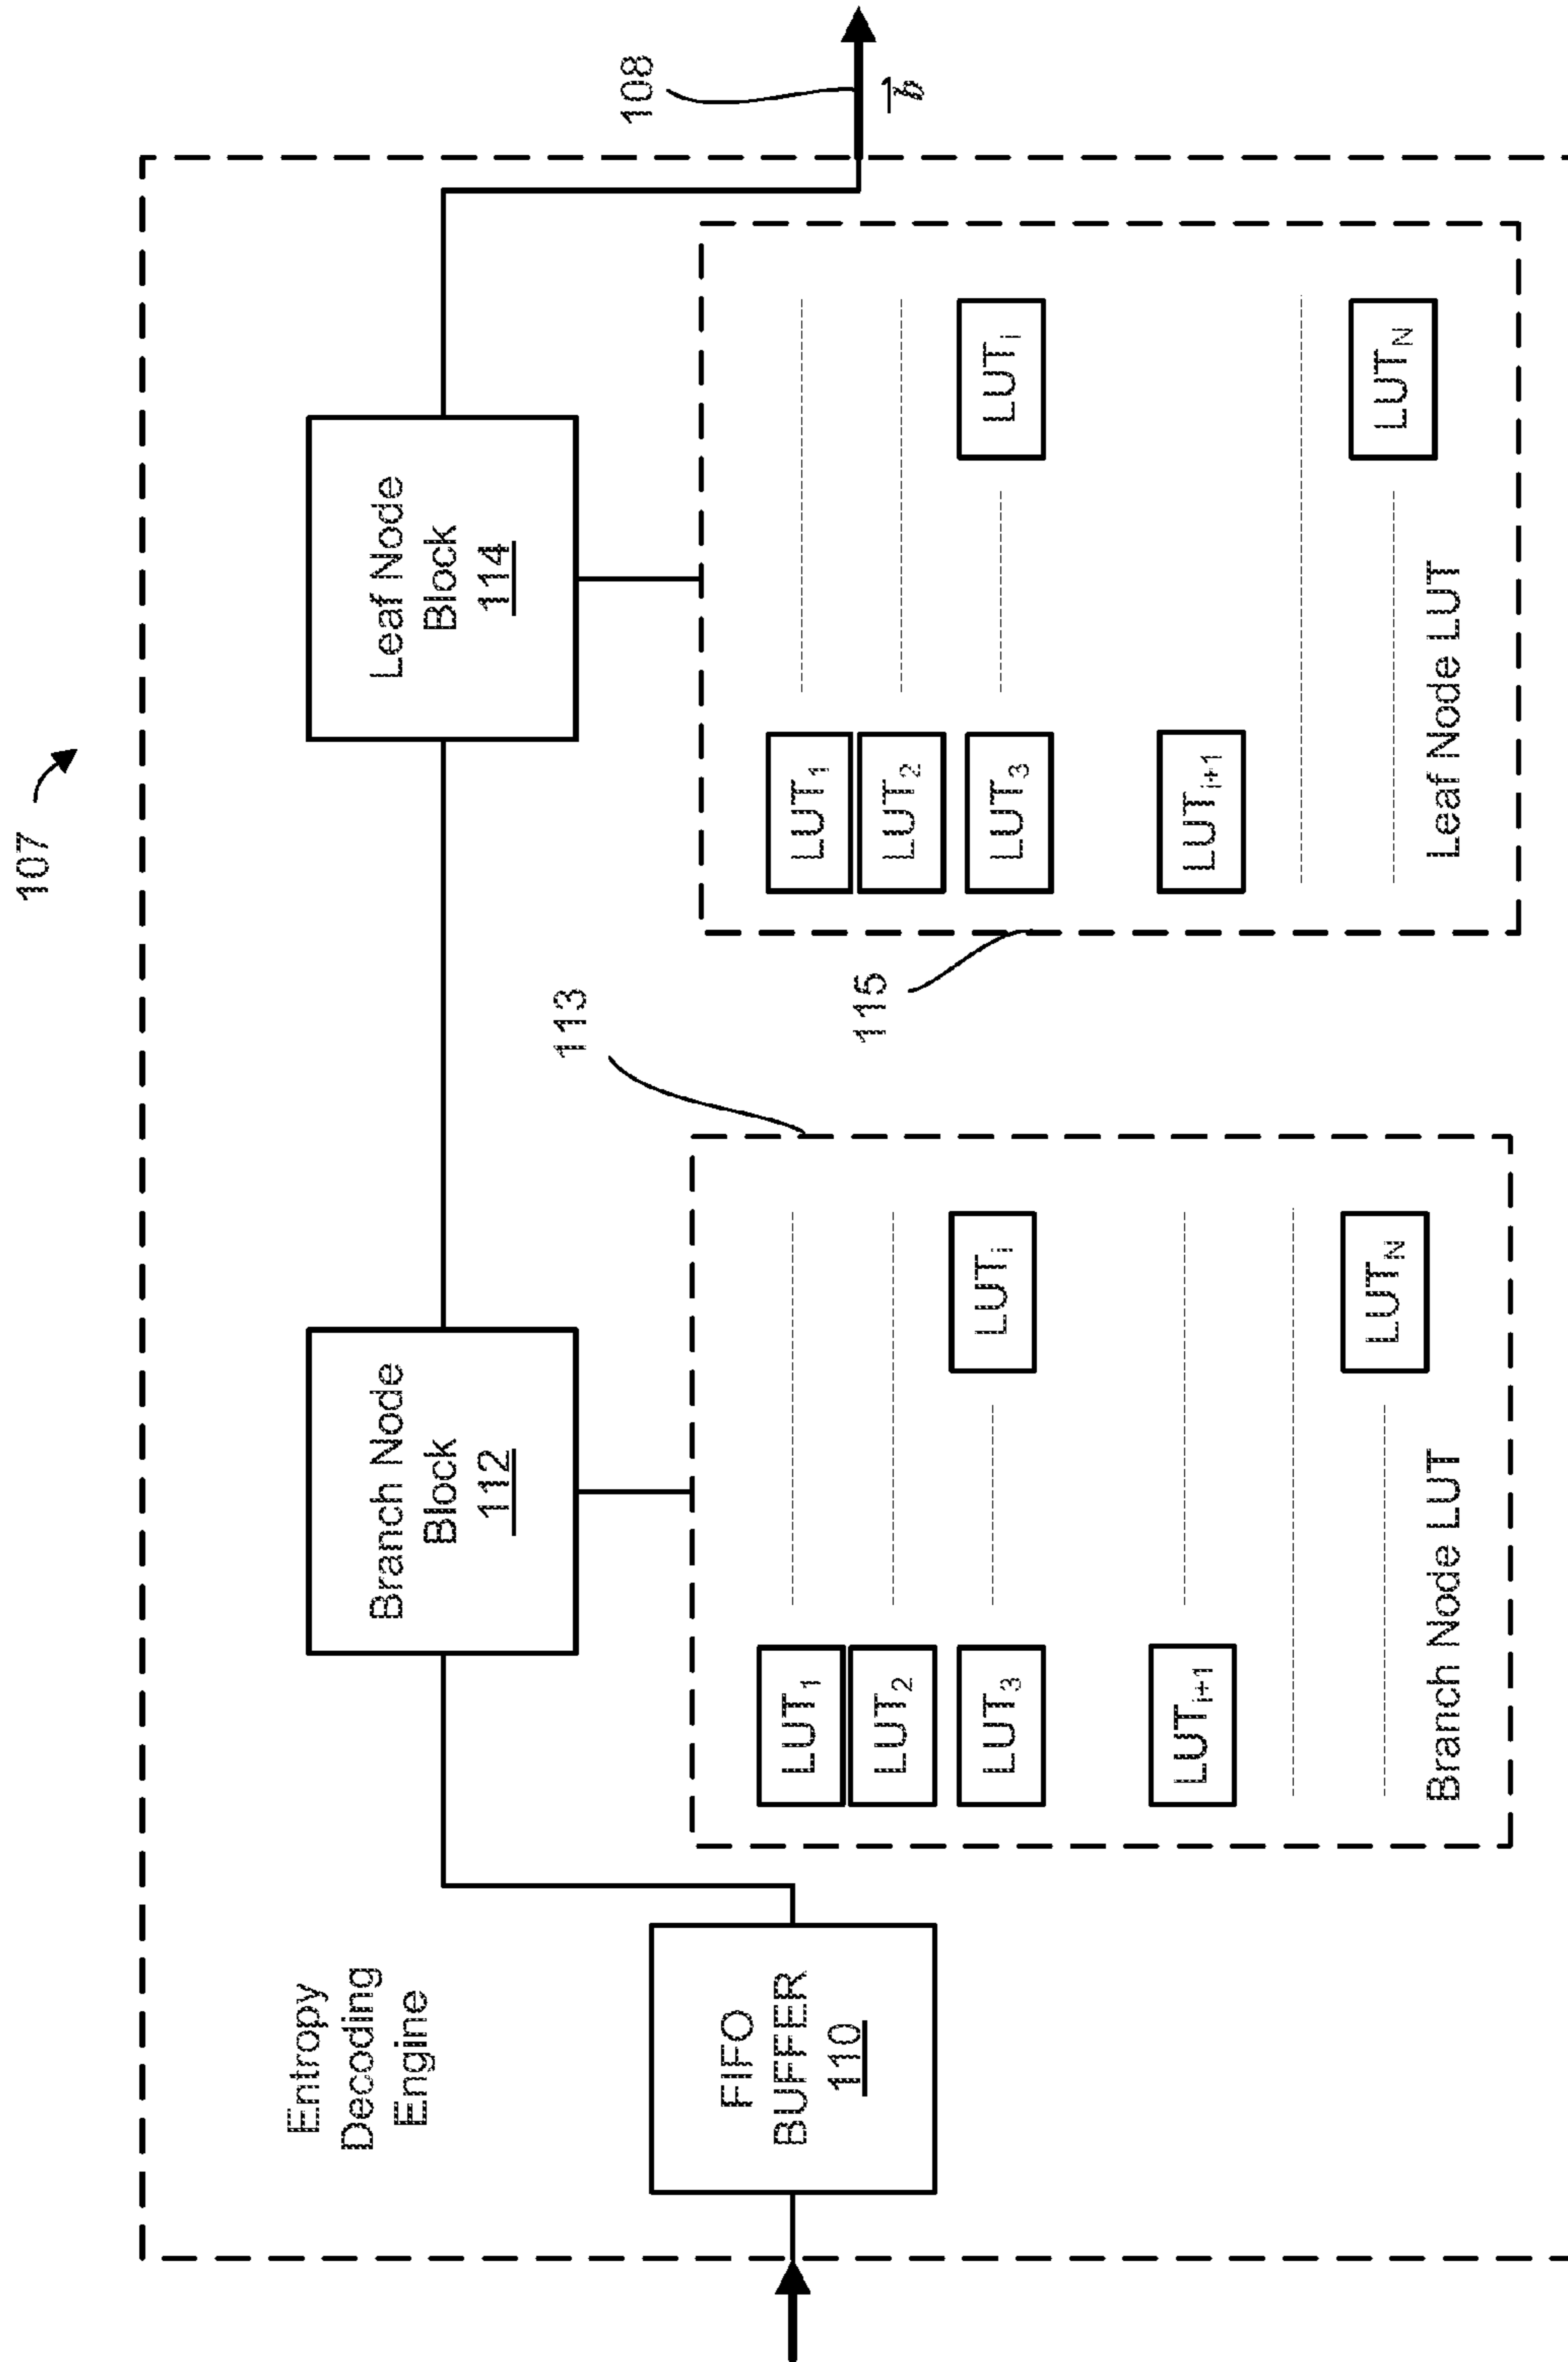 107
Entropy
Decoding
Engine
FIFO
BUFFER
110
Branch Node
Block
112
Leaf Node
Block
114
108
113
LUT1
LUT2
LUT3
LUTi
LUTi+1
LUTN
Branch Node LUT
115
LUT1
LUT2
LUT3
LUTi
LUTi+1
LUTN
Leaf Node LUT